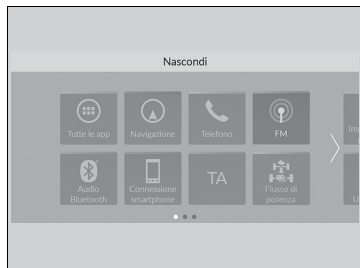 Nascondi
Tutte le app
Navigazione
Telefono
FM
Audio
Bluetooth
Connessione
smartphone
TA
Flusso di
potenza